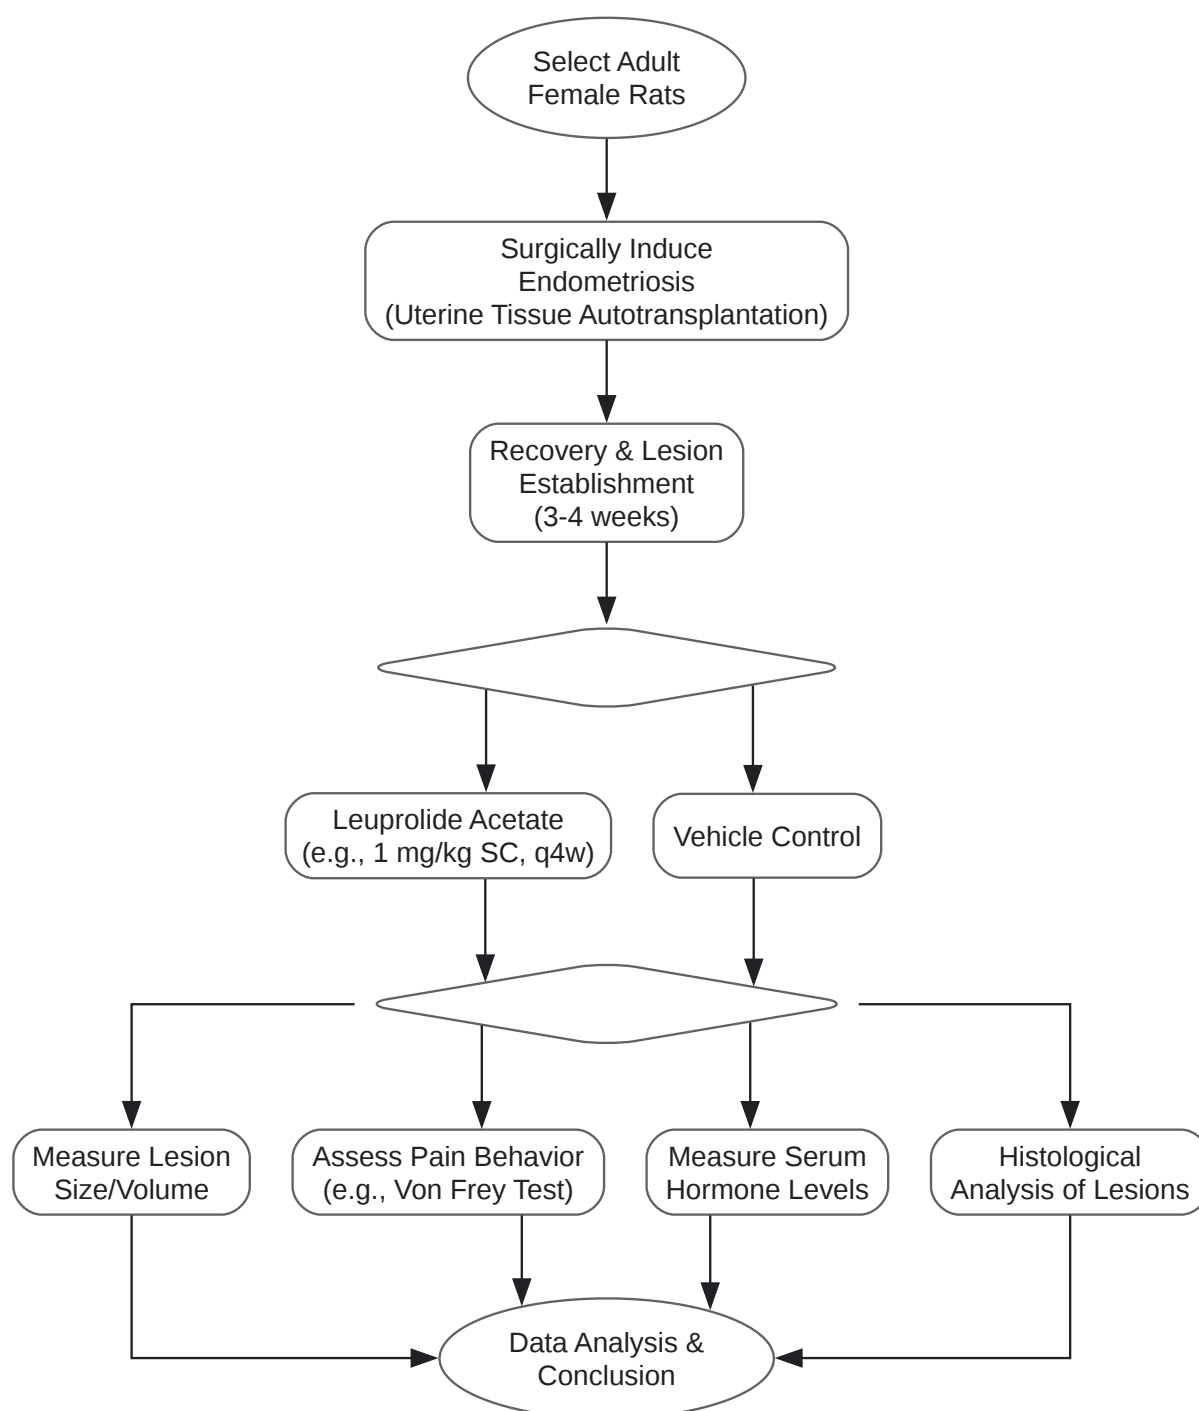 Select Adult
Female Rats
Surgically Induce
Endometriosis
(Uterine Tissue Autotransplantation)
Recovery & Lesion
Establishment
(3-4 weeks)
Leuprolide Acetate
(e.g., 1 mg/kg SC, q4w)
Vehicle Control
Measure Lesion
Size/Volume
Assess Pain Behavior
(e.g., Von Frey Test)
Measure Serum
Hormone Levels
Histological
Analysis of Lesions
Data Analysis &
Conclusion